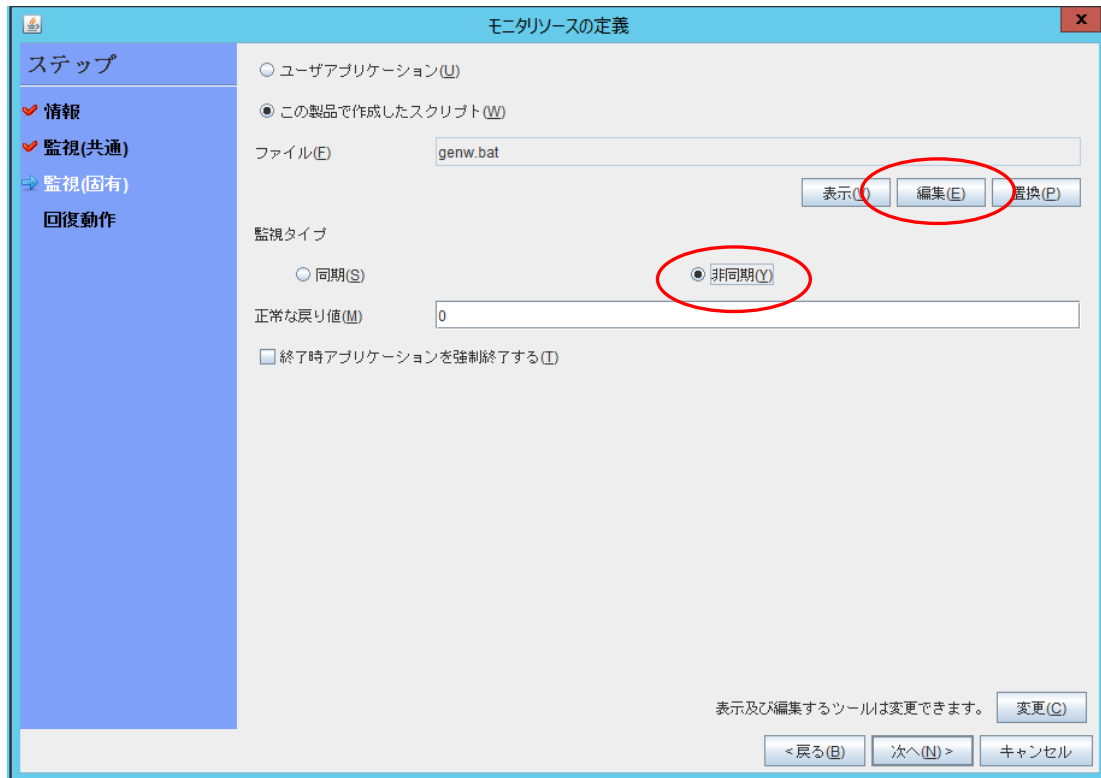 モニタリソースの定義
x
ステップ
情報
監視(共通)
監視(固有)
回復動作
ユーザアプリケーション(U)
この製品で作成したスクリプト(W)
ファイル(F) genw.bat
表示(V) 編集(E) 置換(P)
監視タイプ
同期(S) 非同期(Y)
正常な戻り値(M) 0
終了時アプリケーションを強制終了する(T)
表示及び編集するツールは変更できます。 変更(C)
<戻る(B) 次へ(N)> キャンセル